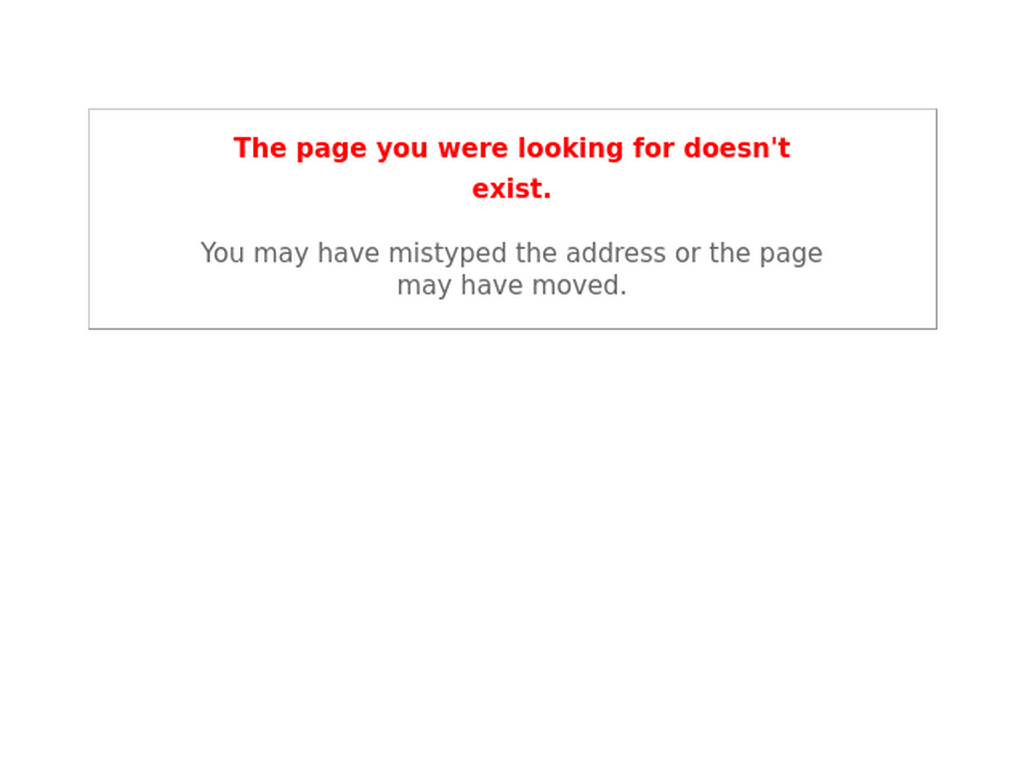 The page you were looking for doesn't
exist.
You may have mistyped the address or the page
may have moved.